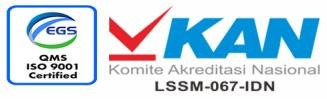 EGS
QMS
ISO 9001
Certified
KAN
Komite Akreditasi Nasional
LSSM-067-IDN